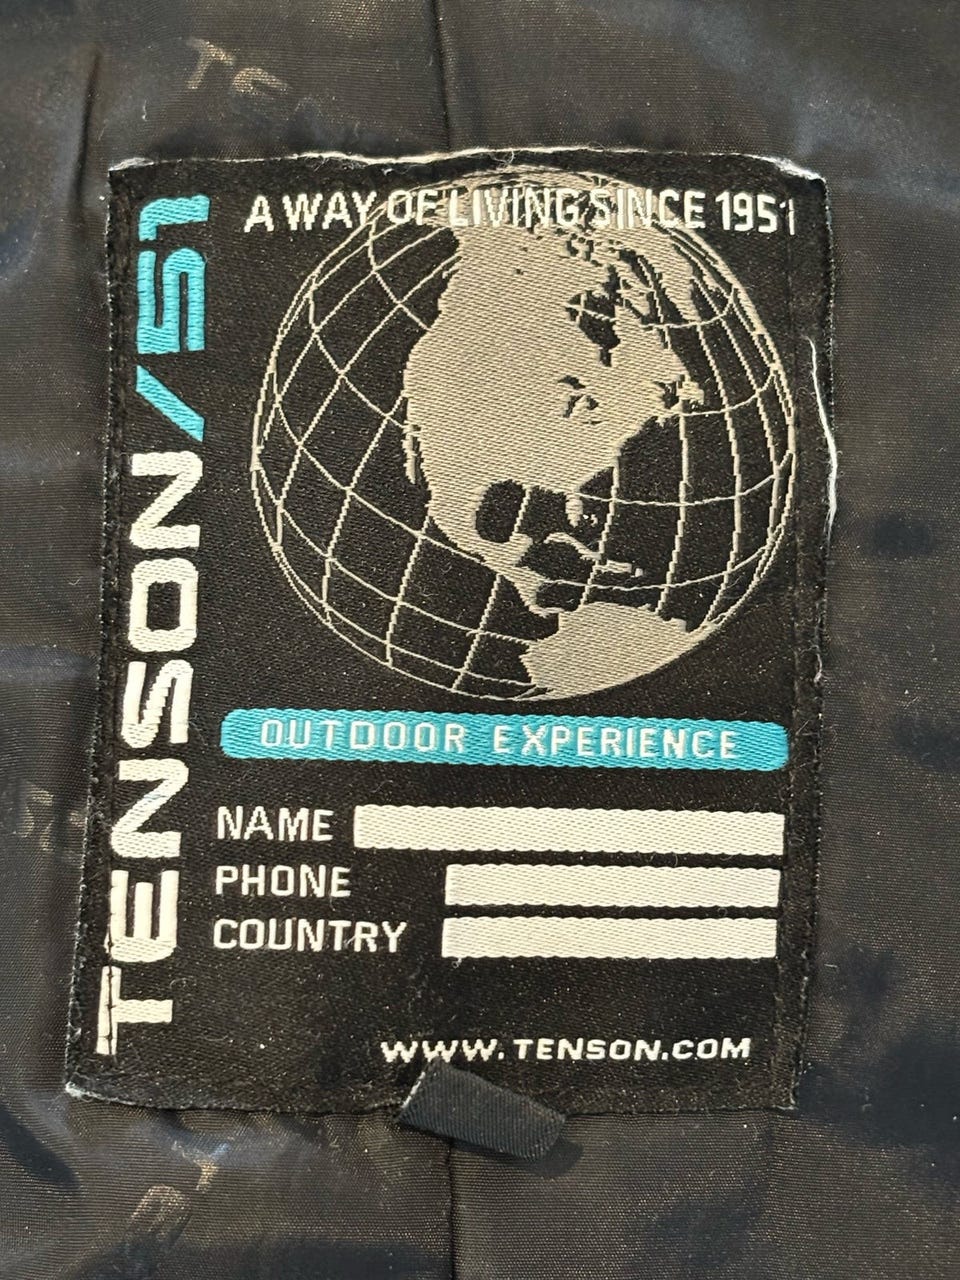 A WAY OF LIVING SINCE 1951
TENSON/51
OUTDOOR EXPERIENCE
NAME
PHONE
COUNTRY
WWW.TENSON.COM